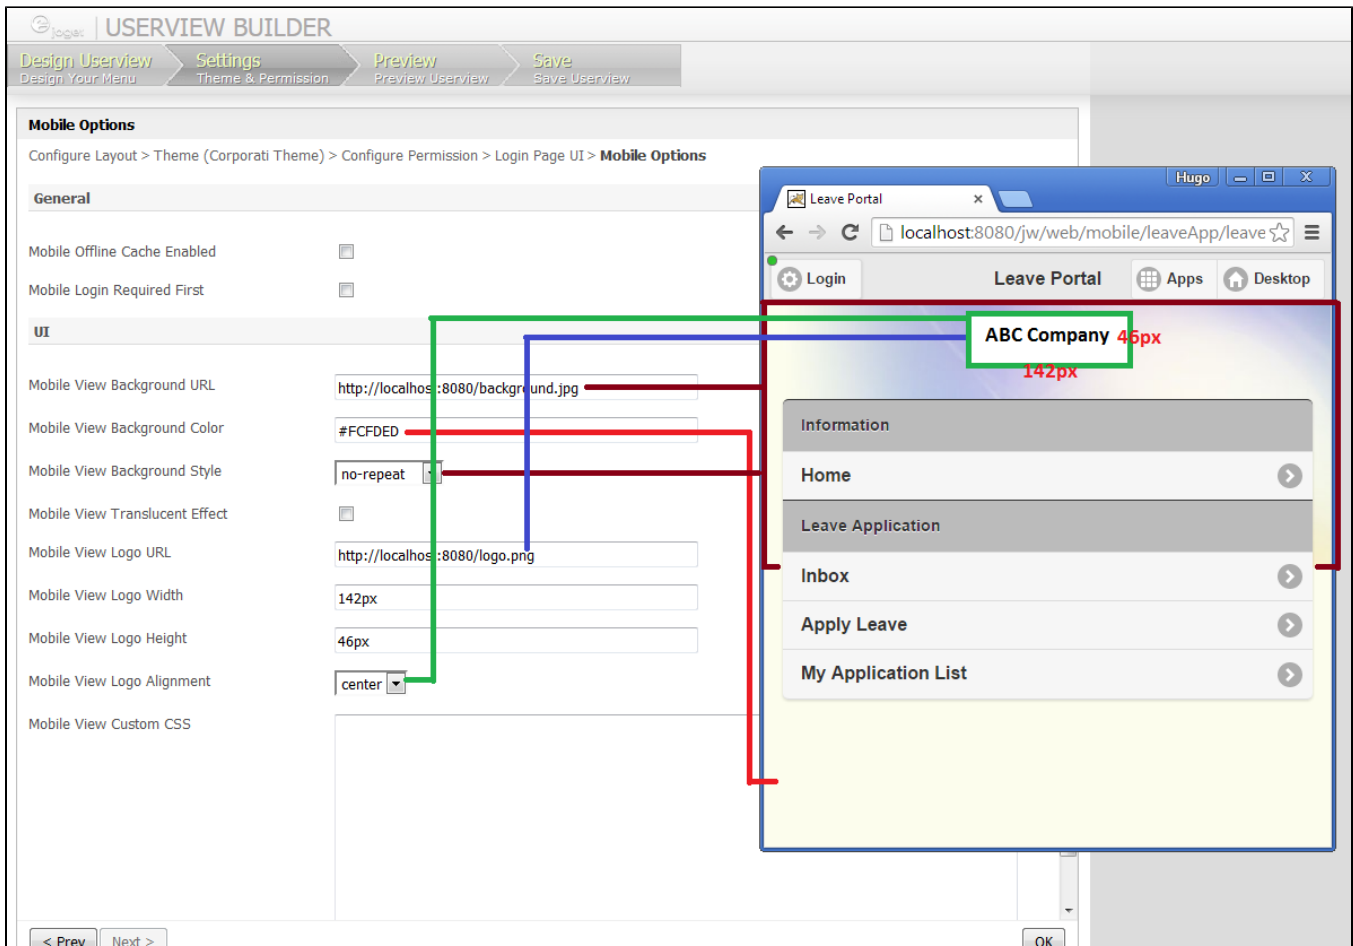 Joget | USERVIEW BUILDER
Design Userview
Design Your Menu
Settings
Theme & Permission
Preview
Preview Userview
Save
Save Userview
Mobile Options
Configure Layout > Theme (Corporati Theme) > Configure Permission > Login Page UI > Mobile Options
General
Mobile Offline Cache Enabled
Mobile Login Required First
UI
Mobile View Background URL
http://localhost:8080/background.jpg
Mobile View Background Color
#FCFDED
Mobile View Background Style
no-repeat
Mobile View Translucent Effect
Mobile View Logo URL
http://localhost:8080/logo.png
Mobile View Logo Width
142px
Mobile View Logo Height
46px
Mobile View Logo Alignment
center
Mobile View Custom CSS
< Prev
Next >
OK
Hugo
Leave Portal
localhost:8080/jw/web/mobile/leaveApp/leave
Login
Leave Portal
Apps
Desktop
ABC Company
46px
142px
Information
Home
Leave Application
Inbox
Apply Leave
My Application List